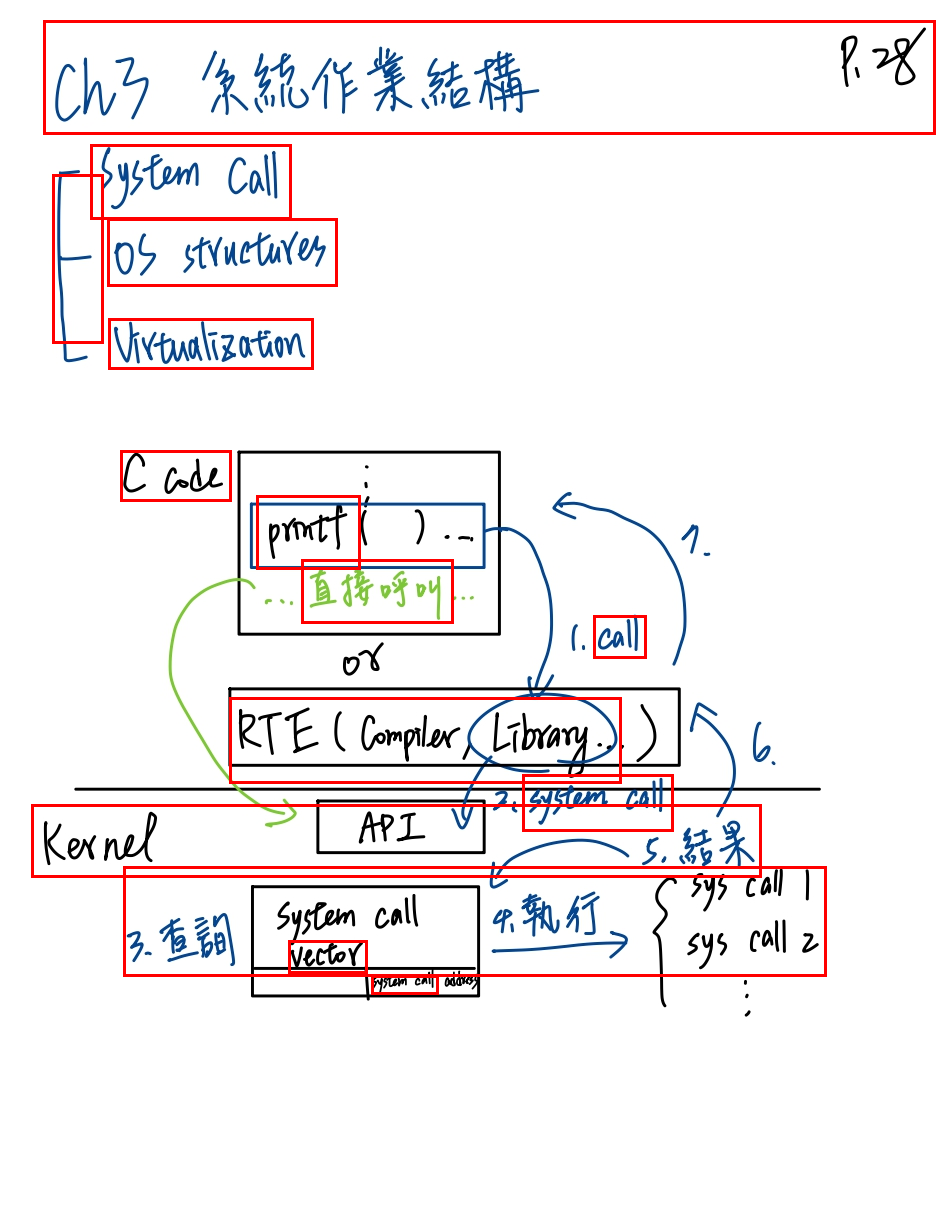 Ch3 系統作業結構 P.28
System Call
OS structures
Virtualization
C code
⋮
printf( )...
...直接呼叫...
1. call
7.
or
RTE (Compiler, Library...)
6.
2. system call
Kernel
API
5. 結果
3. 查詢
System call
vector
system call address
4. 執行
sys call 1
sys call 2
⋮